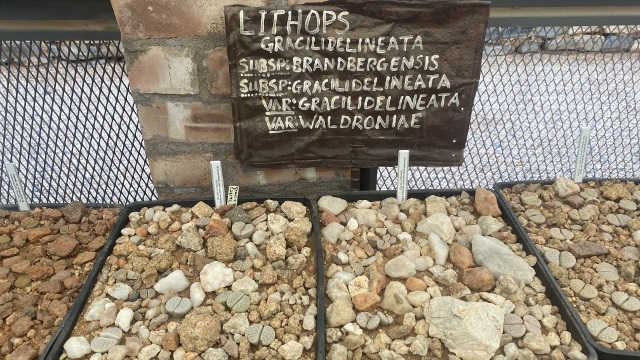 LITHOPS
GRACILIDELINEATA
SUBSP: BRANDBERGENSIS
SUBSP: GRACILIDELINEATA
VAR: GRACILIDELINEATA
VAR: WALDRONIAE